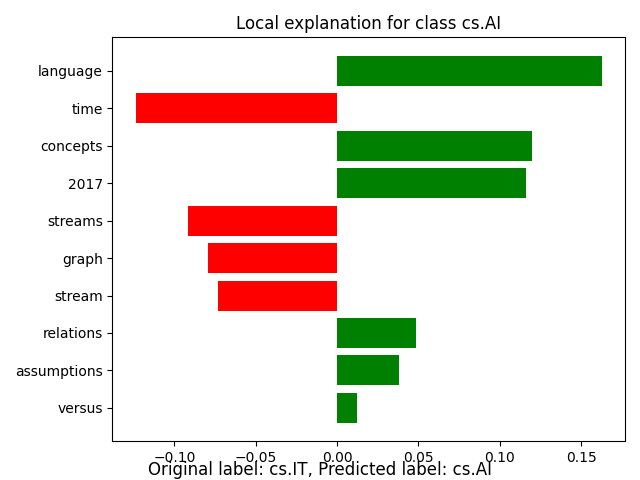 Local explanation for class cs.AI
language
time
concepts
2017
streams
graph
stream
relations
assumptions
versus
−0.10 −0.05 0.00 0.05 0.10 0.15
Original label: cs.IT, Predicted label: cs.AI